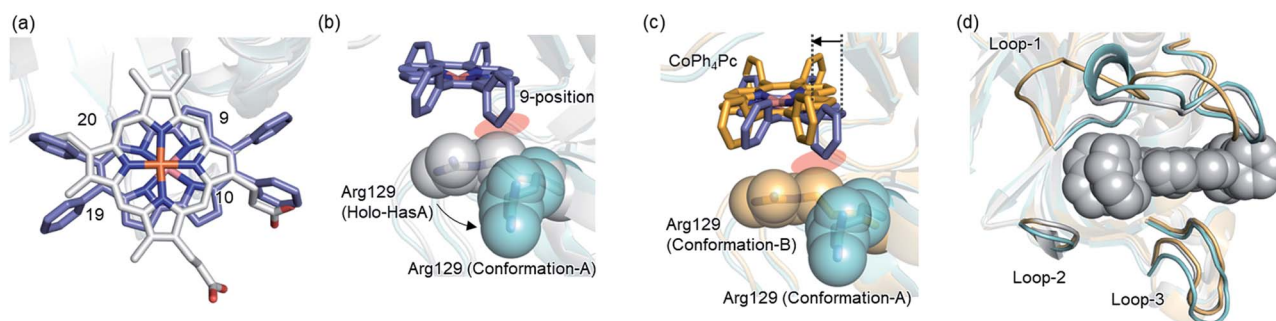 (a)
20
9
19
10
(b)
9-position
Arg129
(Holo-HasA)
Arg129 (Conformation-A)
(c)
CoPh4Pc
Arg129
(Conformation-B)
Arg129 (Conformation-A)
(d)
Loop-1
Loop-2
Loop-3